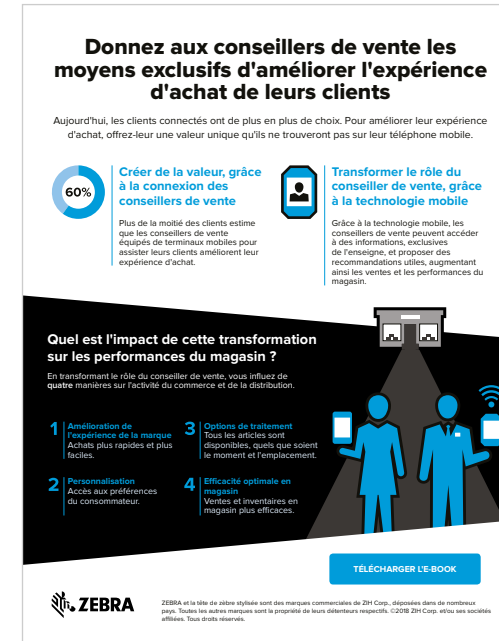 Donnez aux conseillers de vente les
moyens exclusifs d'améliorer l'expérience
d'achat de leurs clients
Aujourd'hui, les clients connectés ont de plus en plus de choix. Pour améliorer leur expérience
d'achat, offrez-leur une valeur unique qu'ils ne trouveront pas sur leur téléphone mobile.
60%
Créer de la valeur, grâce
à la connexion des
conseillers de vente
Plus de la moitié des clients estime
que les conseillers de vente
équipés de terminaux mobiles pour
assister leurs clients améliorent leur
expérience d'achat.
Transformer le rôle du
conseiller de vente, grâce
à la technologie mobile
Grâce à la technologie mobile, les
conseillers de vente peuvent accéder
à des informations, exclusives
de l'enseigne, et proposer des
recommandations utiles, augmentant
ainsi les ventes et les performances du
magasin.
Quel est l'impact de cette transformation
sur les performances du magasin ?
En transformant le rôle du conseiller de vente, vous influez de
quatre manières sur l'activité du commerce et de la distribution.
1
Amélioration de
l'expérience de la marque
Achats plus rapides et plus
faciles.
2
Personnalisation
Accès aux préférences
du consommateur.
3
Options de traitement
Tous les articles sont
disponibles, quels que soient
le moment et l'emplacement.
4
Efficacité optimale en
magasin
Ventes et inventaires en
magasin plus efficaces.
TÉLÉCHARGER L'E-BOOK
ZEBRA
ZEBRA et la tête de zèbre stylisée sont des marques commerciales de ZIH Corp., déposées dans de nombreux
pays. Toutes les autres marques sont la propriété de leurs détenteurs respectifs. ©2018 ZIH Corp. et/ou ses sociétés
affiliées. Tous droits réservés.